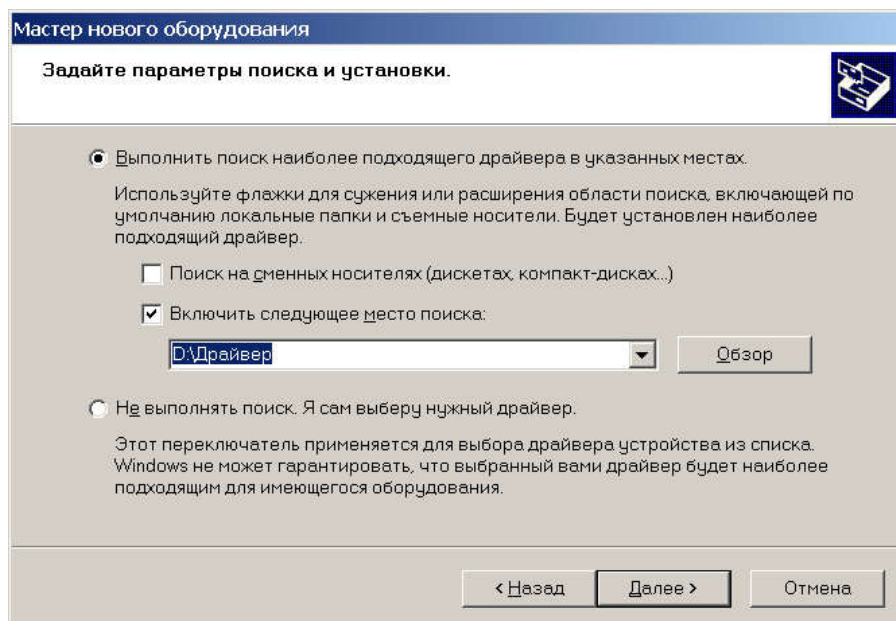 Мастер нового оборудования
Задайте параметры поиска и установки.
Выполнить поиск наиболее подходящего драйвера в указанных местах.
Используйте флажки для сужения или расширения области поиска, включающей по
умолчанию локальные папки и съемные носители. Будет установлен наиболее
подходящий драйвер.
Поиск на сменных носителях (дискетах, компакт-дисках...)
Включить следующее место поиска:
D:\Драйвер
Обзор
Не выполнять поиск. Я сам выберу нужный драйвер.
Этот переключатель применяется для выбора драйвера устройства из списка.
Windows не может гарантировать, что выбранный вами драйвер будет наиболее
подходящим для имеющегося оборудования.
< Назад Далее > Отмена